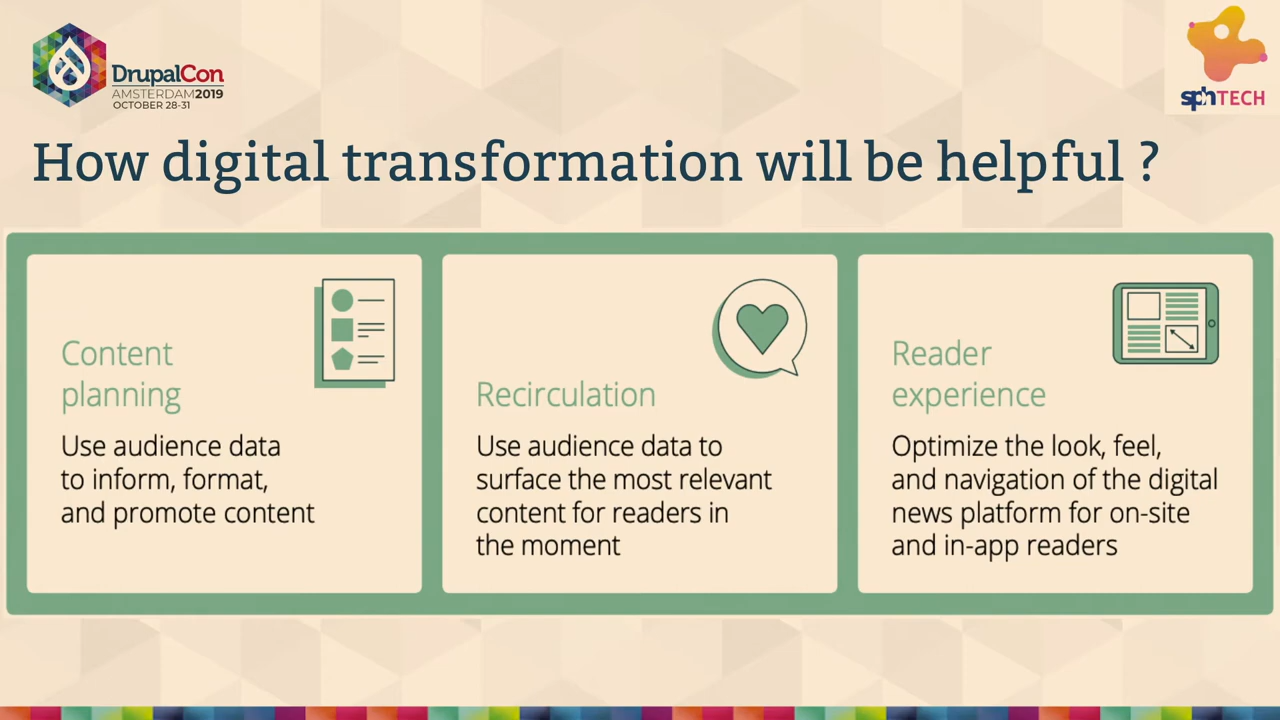 DrupalCon
AMSTERDAM2019
OCTOBER 28-31
sphTECH
How digital transformation will be helpful ?
Content
planning
Use audience data
to inform, format,
and promote content
Recirculation
Use audience data to
surface the most relevant
content for readers in
the moment
Reader
experience
Optimize the look, feel,
and navigation of the digital
news platform for on-site
and in-app readers